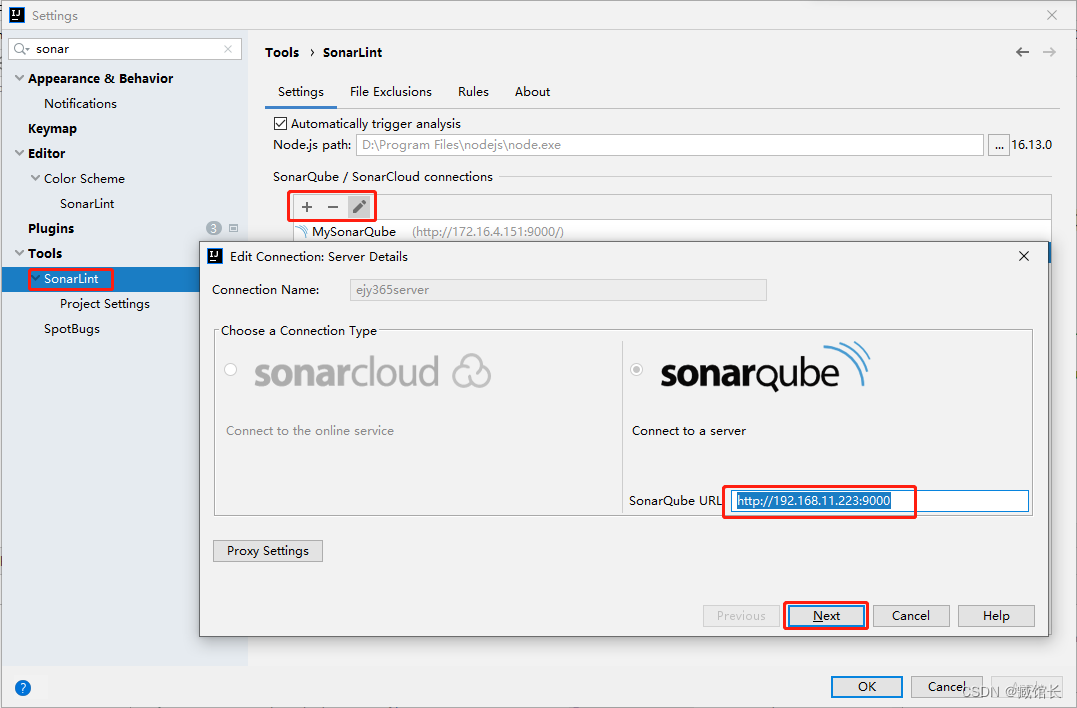 Settings
sonar
Appearance & Behavior
Notifications
Keymap
Editor
Color Scheme
SonarLint
Plugins 3
Tools
SonarLint
Project Settings
SpotBugs
Tools › SonarLint
Settings File Exclusions Rules About
Automatically trigger analysis
Node.js path: D:\Program Files\nodejs\node.exe ... 16.13.0
SonarQube / SonarCloud connections
MySonarQube (http://172.16.4.151:9000/)
Edit Connection: Server Details
Connection Name: ejy365server
Choose a Connection Type
sonarcloud
Connect to the online service
sonarqube
Connect to a server
SonarQube URL http://192.168.11.223:9000
Proxy Settings
Previous Next Cancel Help
? OK Cancel Apply
CSDN @臧馆长